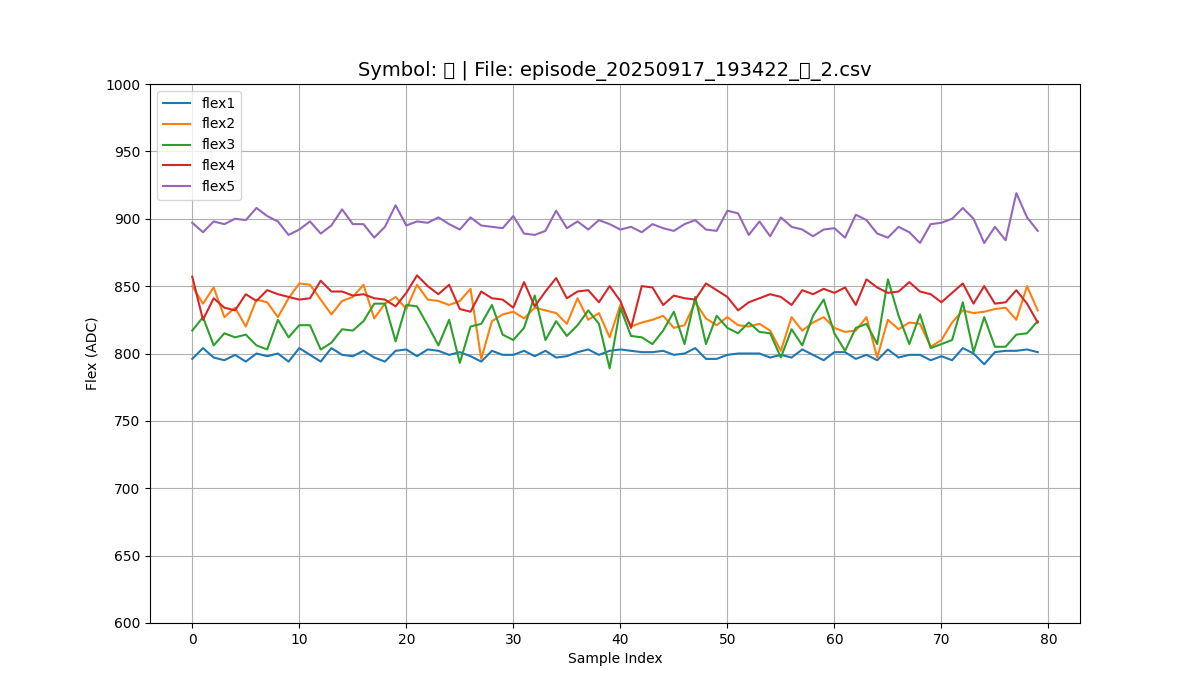 Symbol: ▯ | File: episode_20250917_193422_▯_2.csv
1000
950
900
850
800
750
700
650
600
flex1
flex2
flex3
flex4
flex5
Flex (ADC)
0 10 20 30 40 50 60 70 80
Sample Index